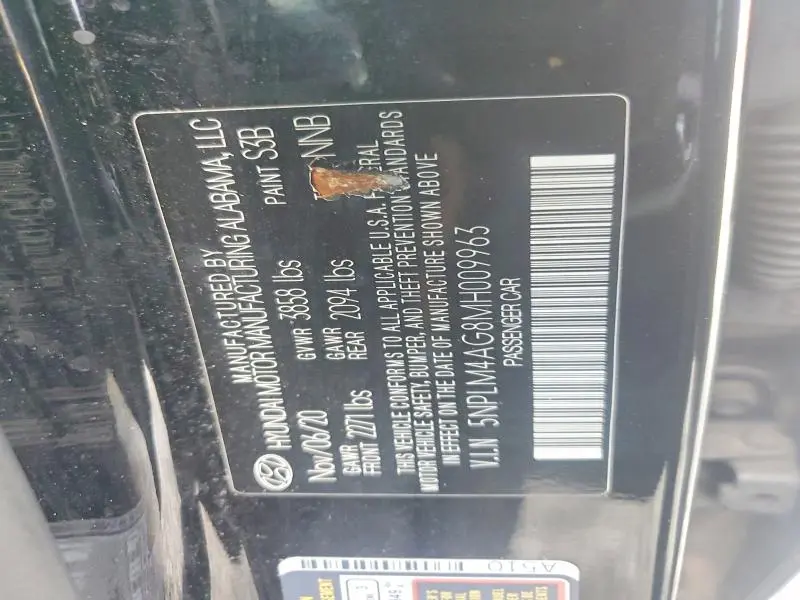 MANUFACTURED BY
HYUNDAI MOTOR MANUFACTURING ALABAMA, LLC
Nov/06/20 GVWR 3858 lbs PAINT S3B
GAWR FRONT 2271 lbs GAWR REAR 2094 lbs NNB
THIS VEHICLE CONFORMS TO ALL APPLICABLE U.S.A.
MOTOR VEHICLE SAFETY, BUMPER, AND THEFT PREVENTION STANDARDS
IN EFFECT ON THE DATE OF MANUFACTURE SHOWN ABOVE
V.I.N 5NPLM4AG8MH009963
PASSENGER CAR
A510